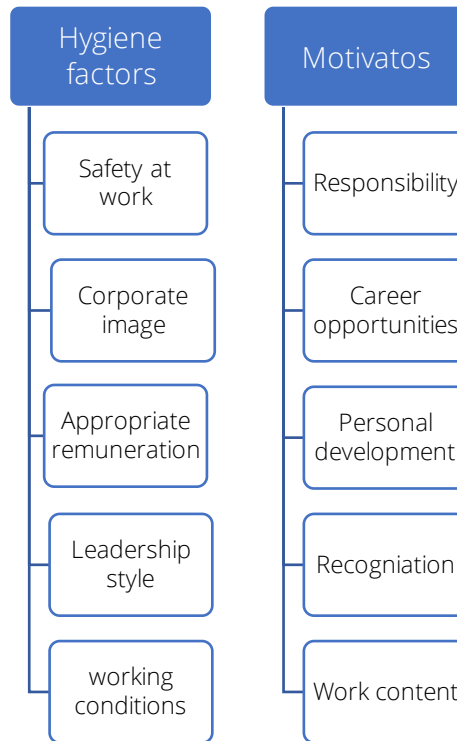 Hygiene
factors
Safety at
work
Corporate
image
Appropriate
remuneration
Leadership
style
working
conditions
Motivatos
Responsibility
Career
opportunities
Personal
development
Recogniation
Work content